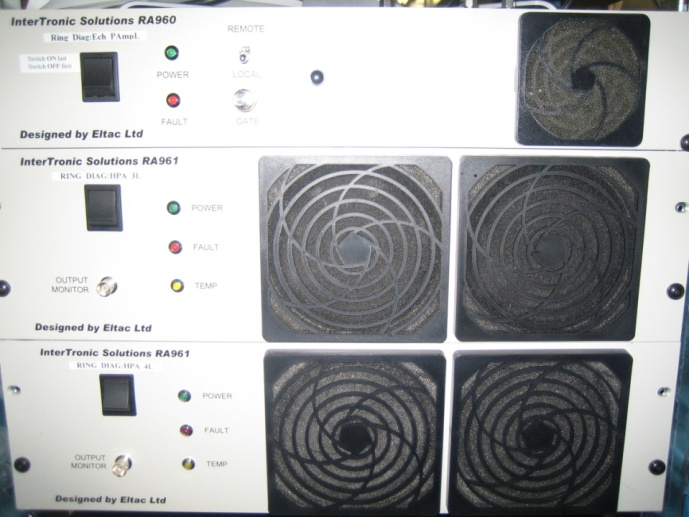 InterTronic Solutions RA960
Ring Diag:Ech PAmpL
Switch ON last
Switch OFF first
REMOTE
POWER
LOCAL
FAULT
GATE
Designed by Eltac Ltd
InterTronic Solutions RA961
RING DIAG:HPA 3L
POWER
FAULT
OUTPUT
MONITOR
TEMP
Designed by Eltac Ltd
InterTronic Solutions RA961
RING DIAG:HPA 4L
POWER
FAULT
OUTPUT
MONITOR
TEMP
Designed by Eltac Ltd